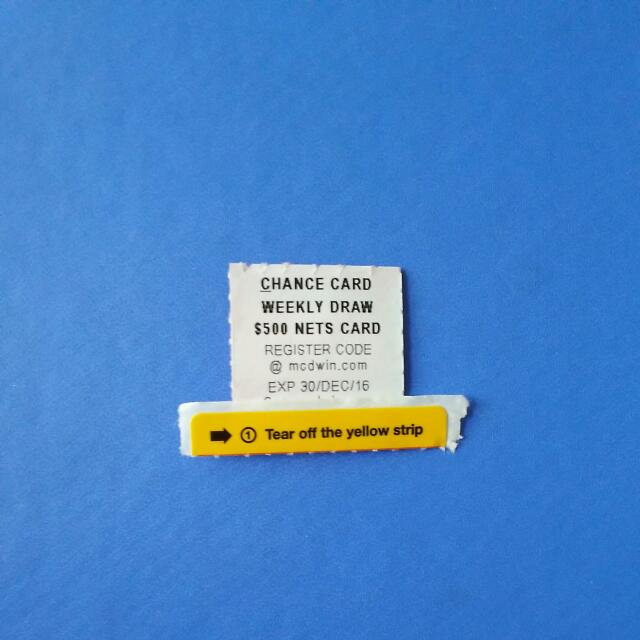 CHANCE CARD
WEEKLY DRAW
$500 NETS CARD
REGISTER CODE
@ mcdwin.com
EXP 30/DEC/16
① Tear off the yellow strip